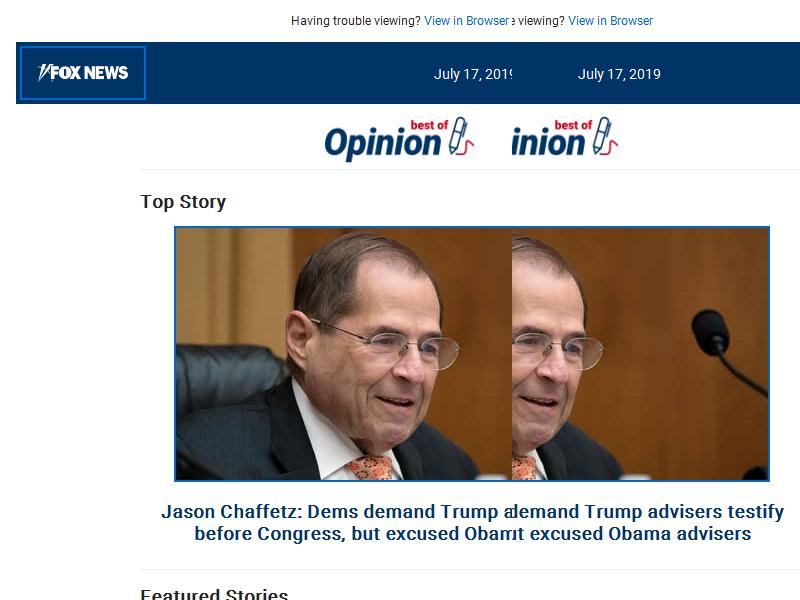 Having trouble viewing? View in Browser e viewing? View in Browser
FOX NEWS
July 17, 2019 July 17, 2019
best of best of
Opinion inion
Top Story
Jason Chaffetz: Dems demand Trump a demand Trump advisers testify
before Congress, but excused Obam t excused Obama advisers
Featured Stories